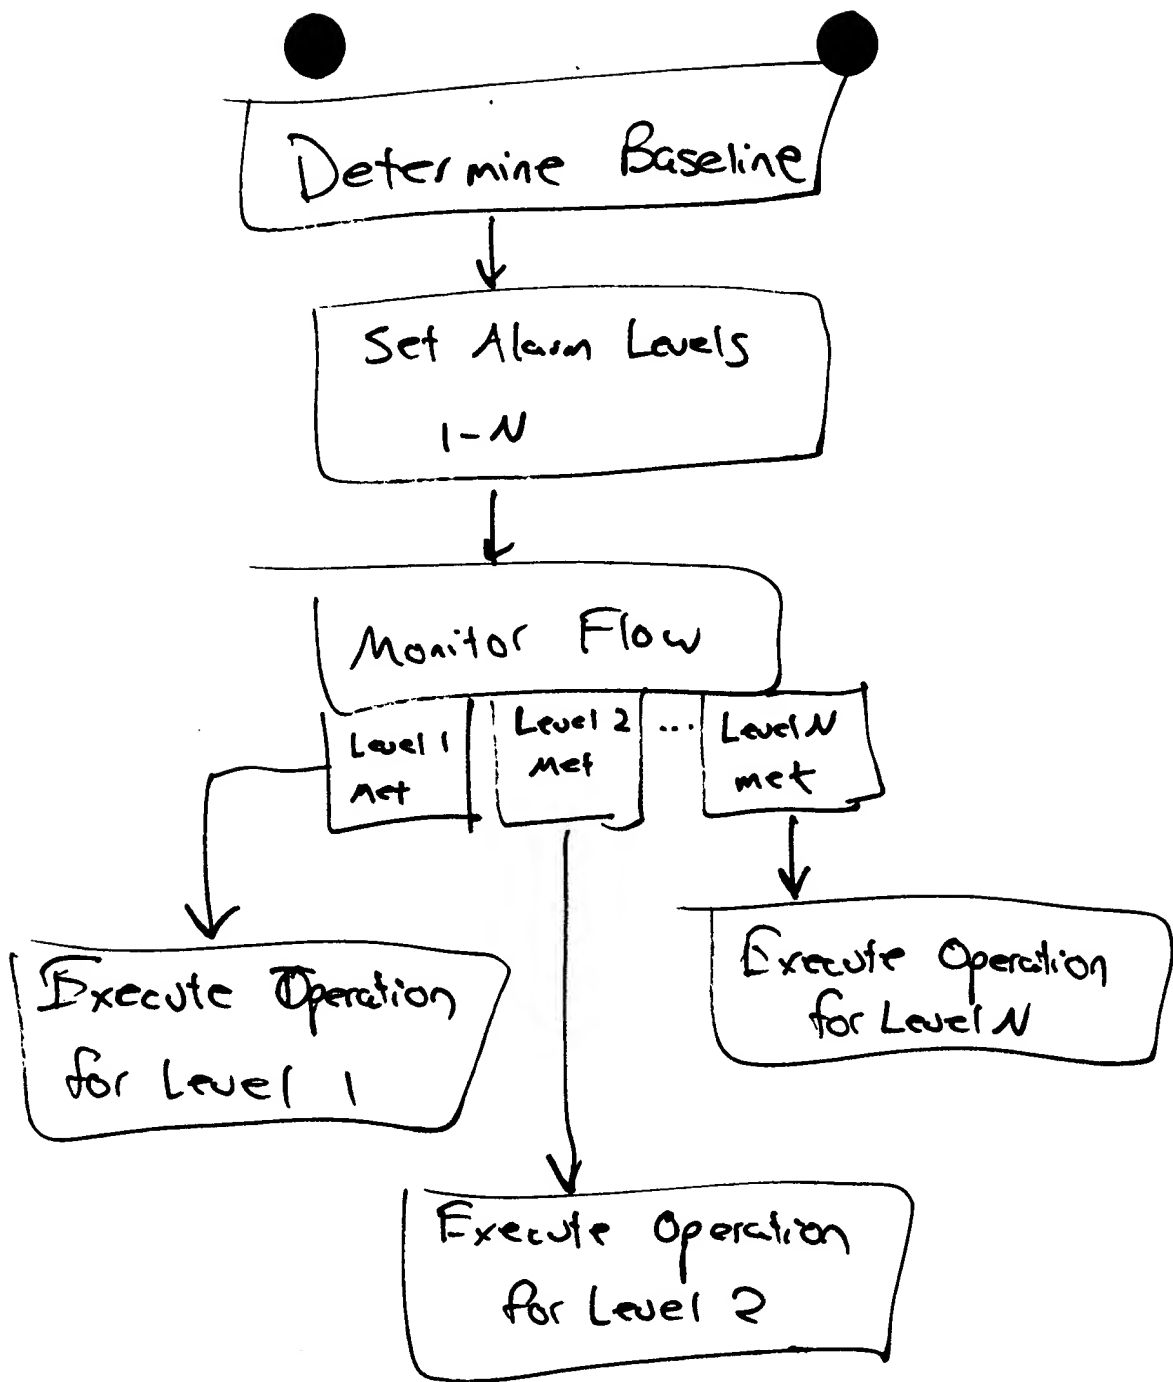 Determine Baseline
Set Alarm Levels
1-N
Monitor Flow
Level 1
met
Level 2
met
...
Level N
met
Execute Operation
for Level 1
Execute Operation
for Level N
Execute Operation
for Level 2